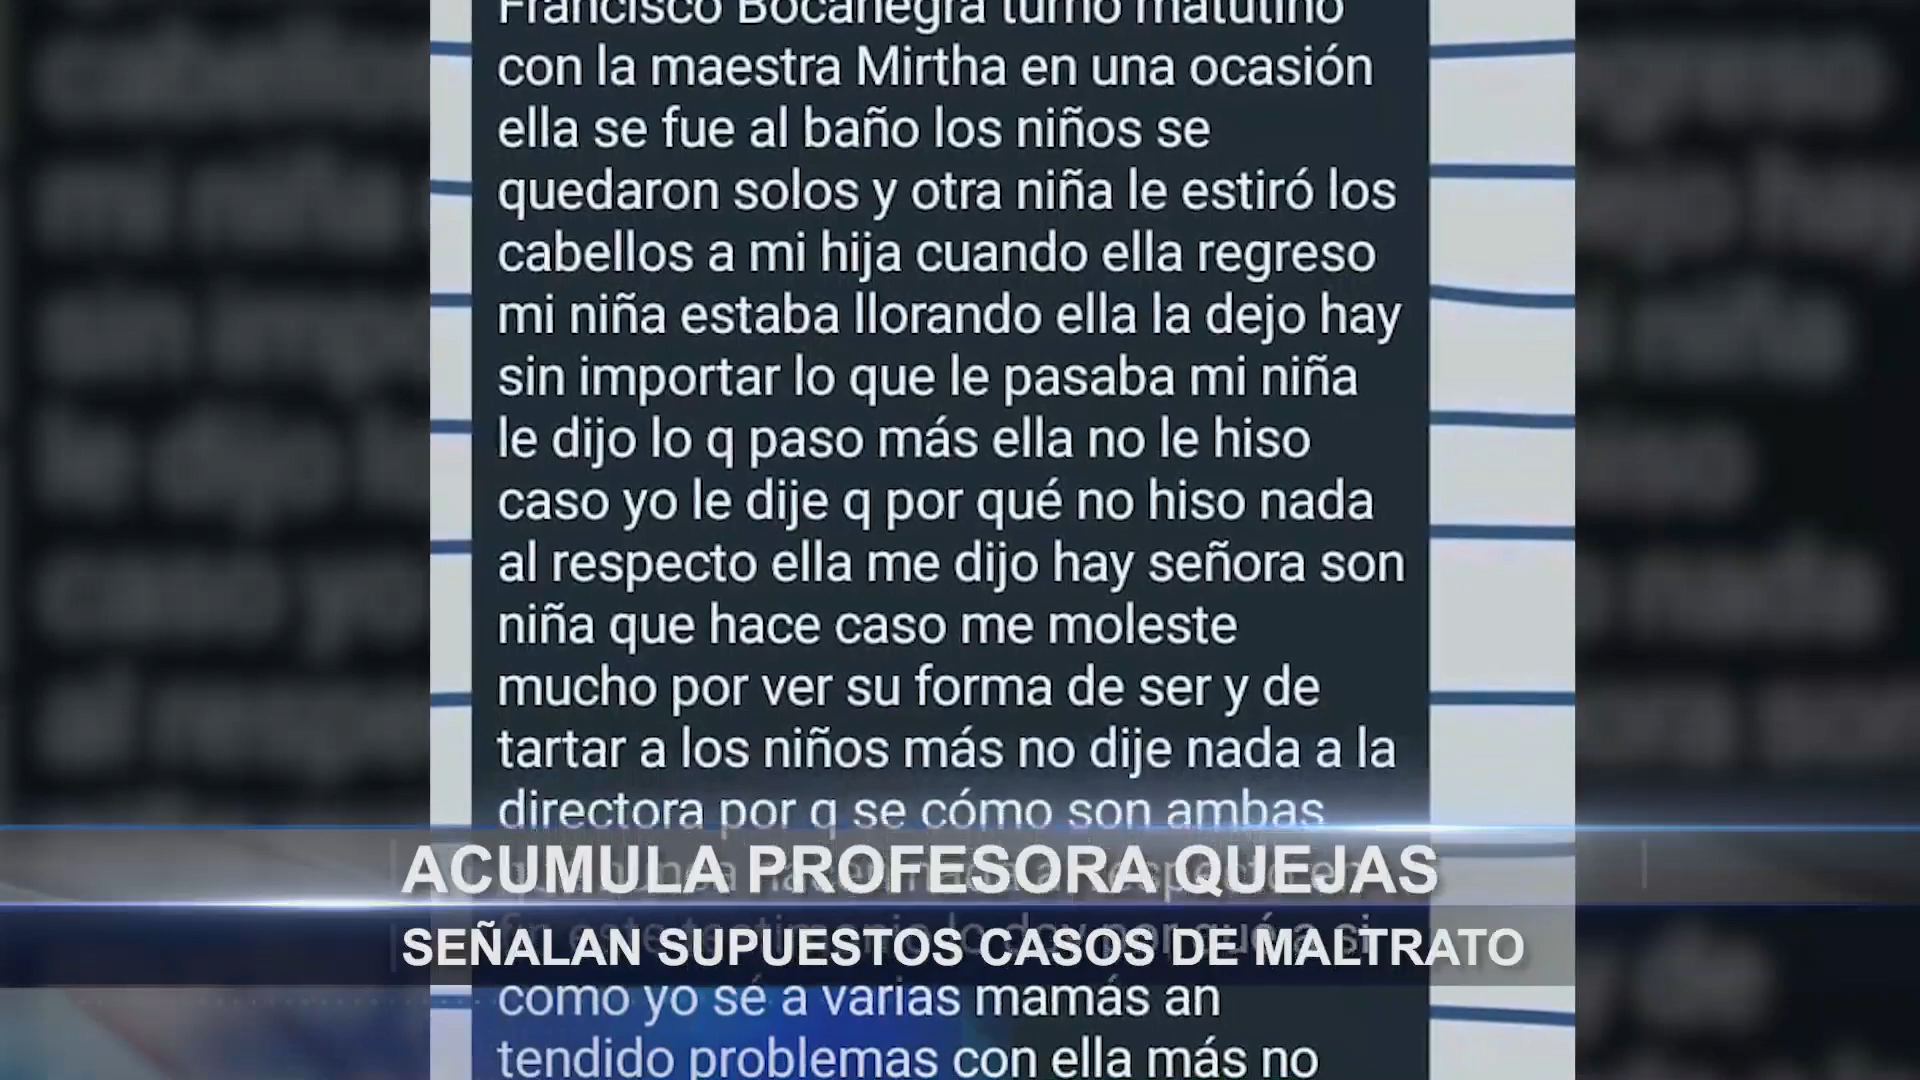 Francisco Bocanegra turno matutino
con la maestra Mirtha en una ocasión
ella se fue al baño los niños se
quedaron solos y otra niña le estiró los
cabellos a mi hija cuando ella regreso
mi niña estaba llorando ella la dejo hay
sin importar lo que le pasaba mi niña
le dijo lo q paso más ella no le hiso
caso yo le dije q por qué no hiso nada
al respecto ella me dijo hay señora son
niña que hace caso me moleste
mucho por ver su forma de ser y de
tartar a los niños más no dije nada a la
directora por q se cómo son ambas
ACUMULA PROFESORA QUEJAS
SEÑALAN SUPUESTOS CASOS DE MALTRATO
como yo sé a varias mamás an
tendido problemas con ella más no